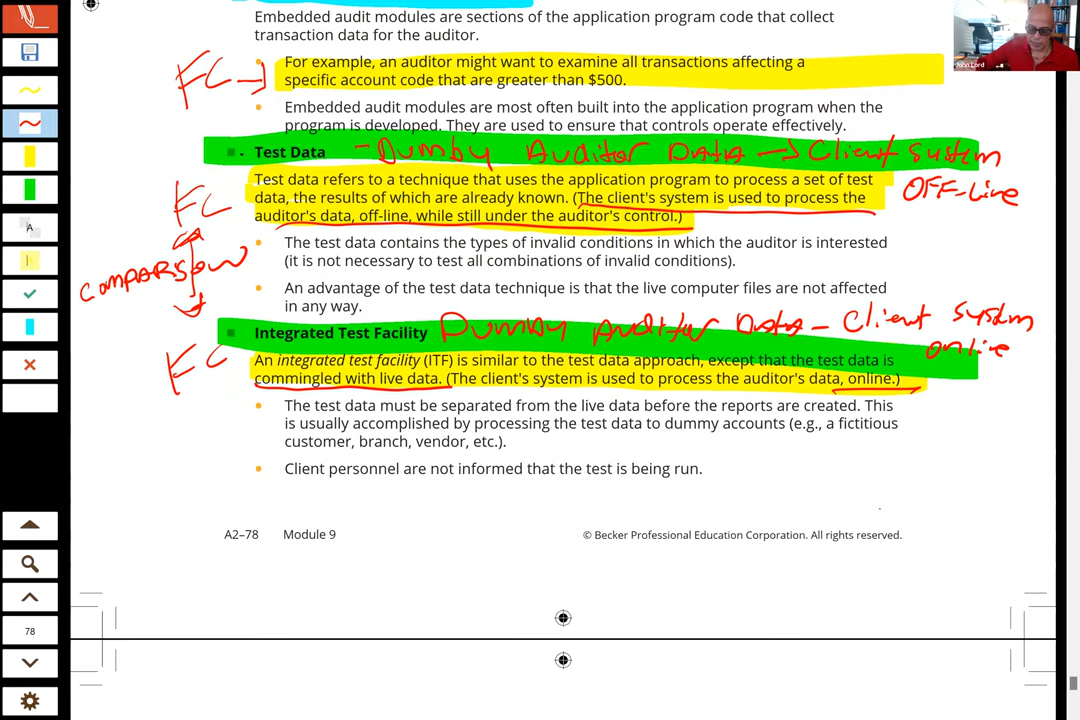 Embedded audit modules are sections of the application program code that collect
transaction data for the auditor.
FC
• For example, an auditor might want to examine all transactions affecting a
specific account code that are greater than $500.
• Embedded audit modules are most often built into the application program when the
program is developed. They are used to ensure that controls operate effectively.
■ Test Data - Dumby Auditor Data → Client System
OFF-Line
FC
Test data refers to a technique that uses the application program to process a set of test
data, the results of which are already known. (The client's system is used to process the
auditor's data, off-line, while still under the auditor's control.)
• The test data contains the types of invalid conditions in which the auditor is interested
(it is not necessary to test all combinations of invalid conditions).
COMPARSION
• An advantage of the test data technique is that the live computer files are not affected
in any way.
■ Integrated Test Facility Dumby Auditor Data - Client System
online
FC
An integrated test facility (ITF) is similar to the test data approach, except that the test data is
commingled with live data. (The client's system is used to process the auditor's data, online.)
• The test data must be separated from the live data before the reports are created. This
is usually accomplished by processing the test data to dummy accounts (e.g., a fictitious
customer, branch, vendor, etc.).
• Client personnel are not informed that the test is being run.
A2–78 Module 9 © Becker Professional Education Corporation. All rights reserved.
78
John Lord
A